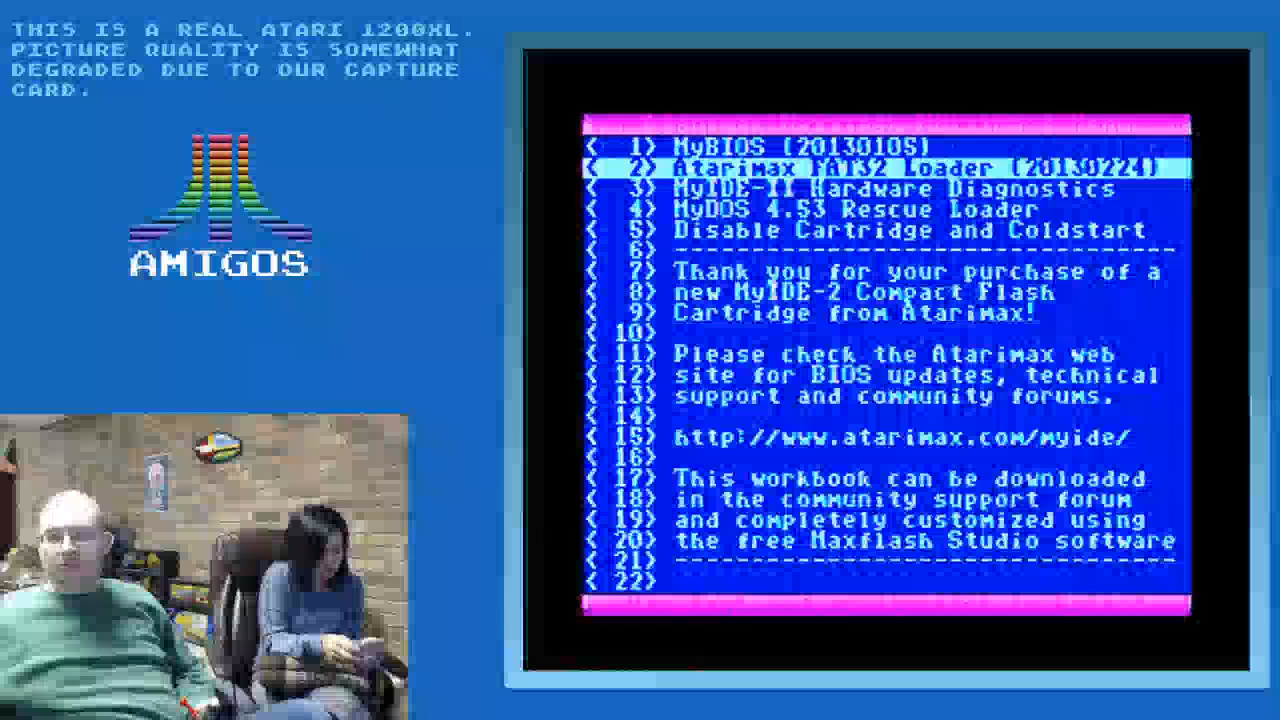 THIS IS A REAL ATARI 1200XL.
PICTURE QUALITY IS SOMEWHAT
DEGRADED DUE TO OUR CAPTURE
CARD.
AMIGOS
< 1> MyBIOS (20130105)
< 2> Atarimax FAT32 Loader (20130224)
< 3> MyIDE-II Hardware Diagnostics
< 4> MyDOS 4.53 Rescue Loader
< 5> Disable Cartridge and Coldstart
< 6> ---------------------------------
< 7> Thank you for your purchase of a
< 8> new MyIDE-2 Compact Flash
< 9> Cartridge from Atarimax!
< 10>
< 11> Please check the Atarimax web
< 12> site for BIOS updates, technical
< 13> support and community forums.
< 14>
< 15> http://www.atarimax.com/myide/
< 16>
< 17> This workbook can be downloaded
< 18> in the community support forum
< 19> and completely customized using
< 20> the free Maxflash Studio software
< 21> ---------------------------------
< 22>